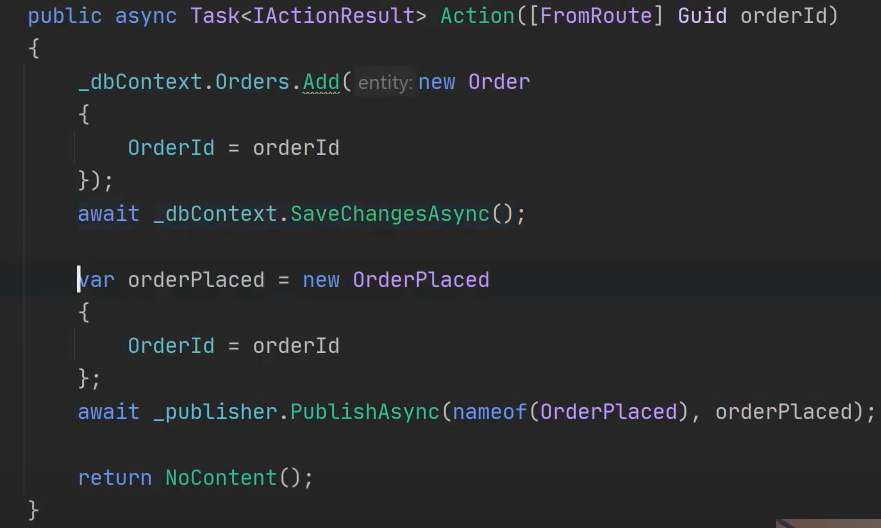 public async Task<IActionResult> Action([FromRoute] Guid orderId)
{
    _dbContext.Orders.Add(entity: new Order
    {
        OrderId = orderId
    });
    await _dbContext.SaveChangesAsync();

    var orderPlaced = new OrderPlaced
    {
        OrderId = orderId
    };
    await _publisher.PublishAsync(nameof(OrderPlaced), orderPlaced);

    return NoContent();
}